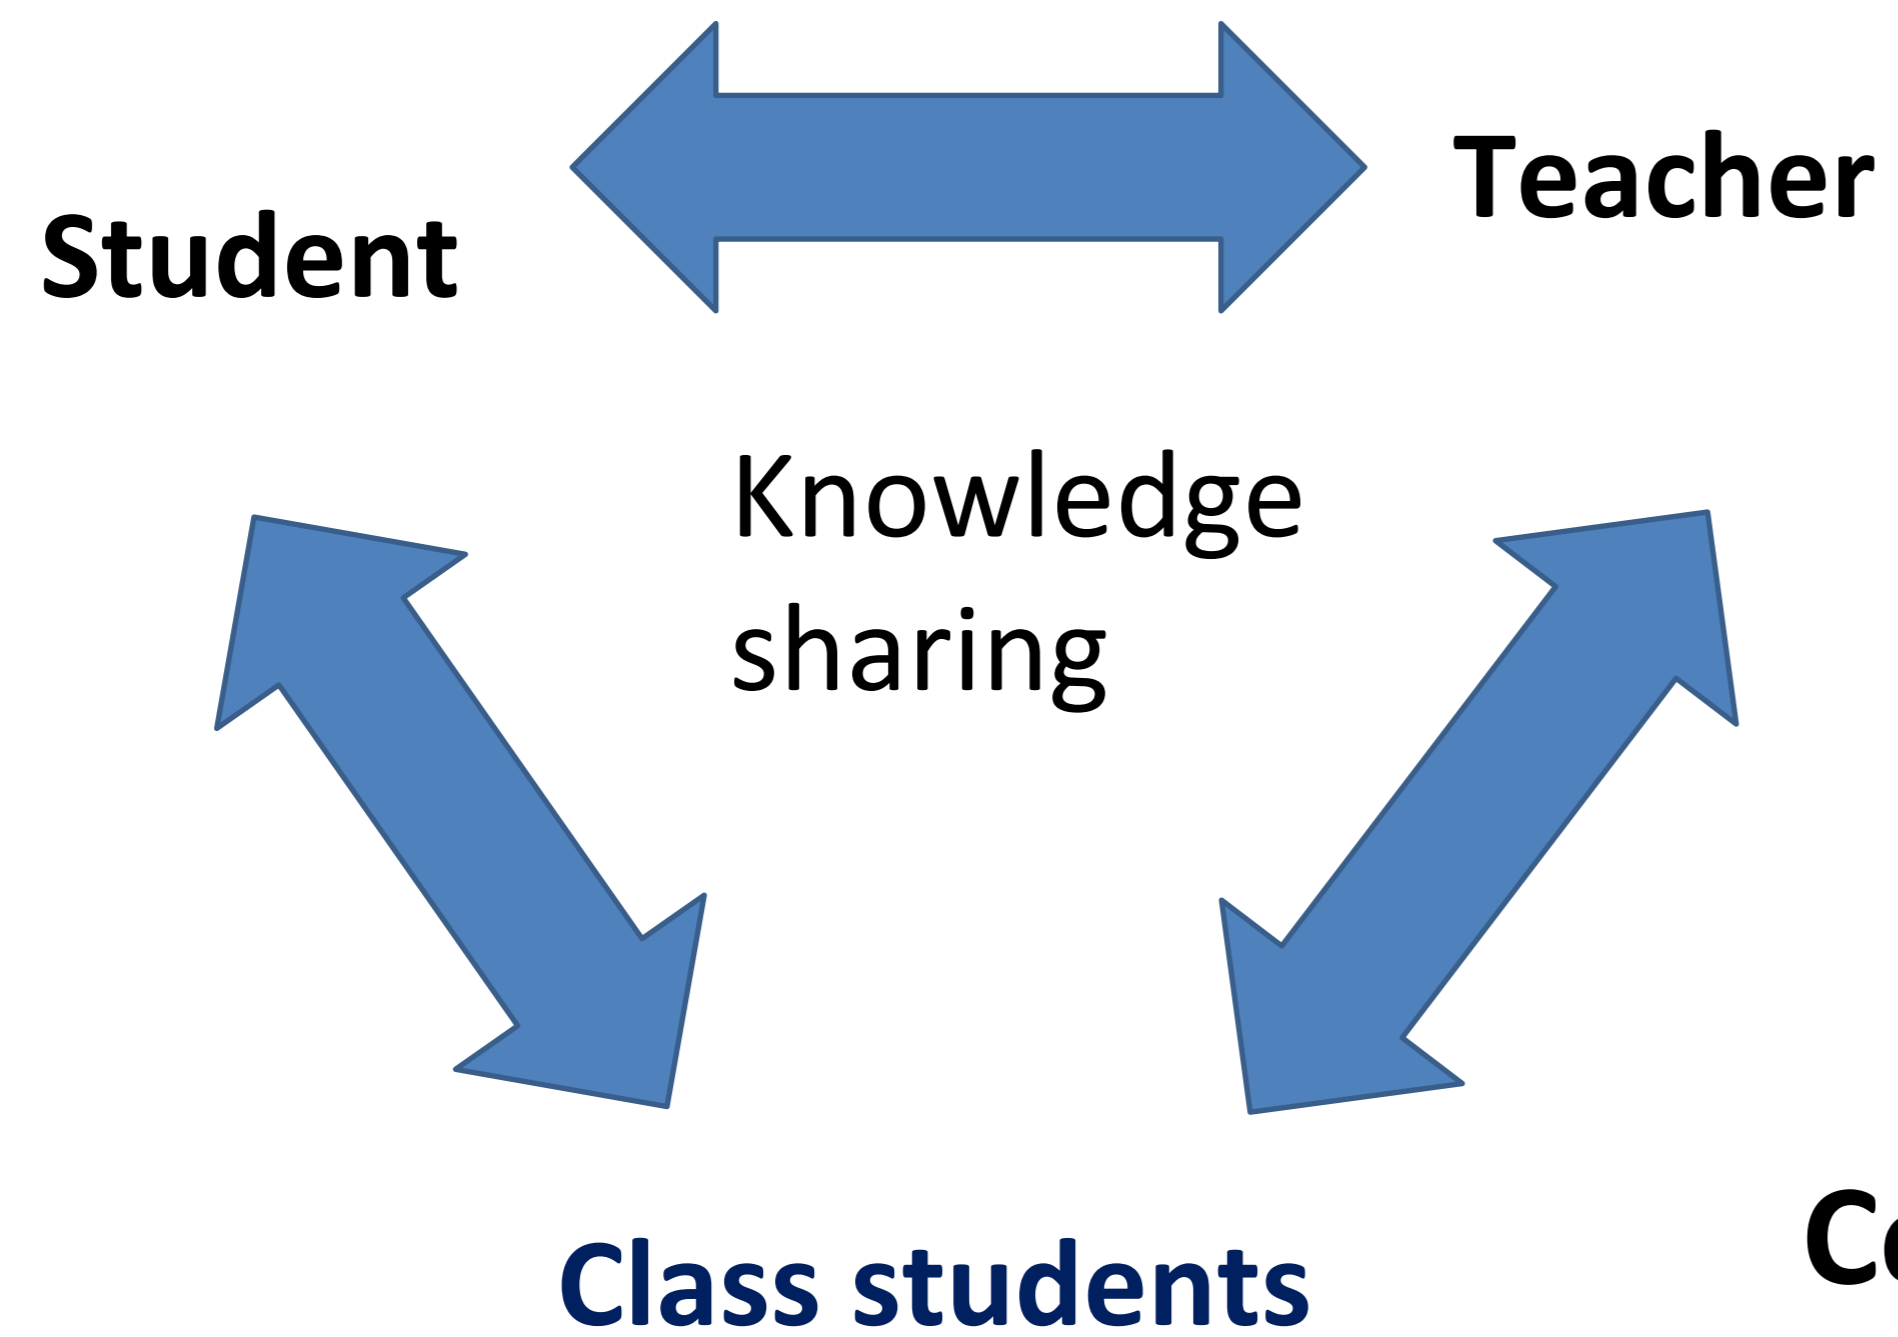 Teacher
Student
Knowledge
sharing
Class students